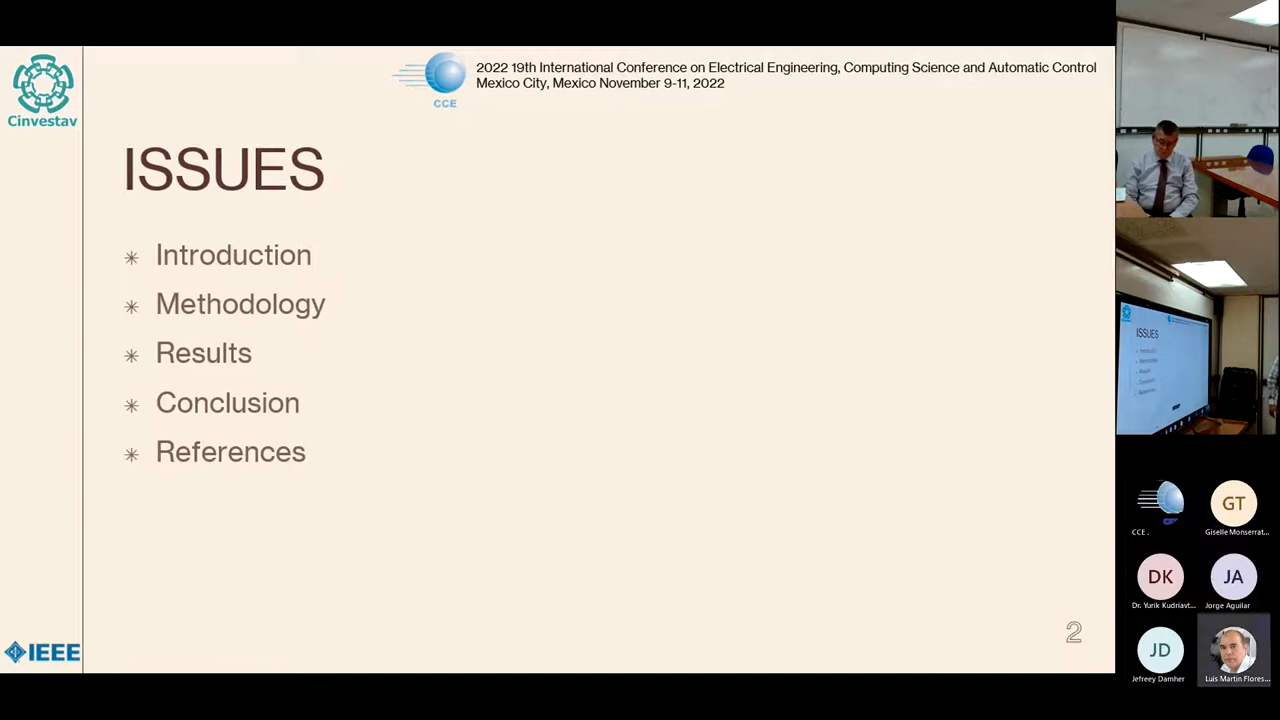 Cinvestav
CCE
2022 19th International Conference on Electrical Engineering, Computing Science and Automatic Control
Mexico City, Mexico November 9-11, 2022
ISSUES
Introduction
Methodology
Results
Conclusion
References
IEEE
2
ISSUES
GT
CCE .
Giselle Monserrat...
DK
JA
Dr. Yurik Kudriavt...
Jorge Aguilar
JD
Jefreey Damher
Luis Martín Flores...